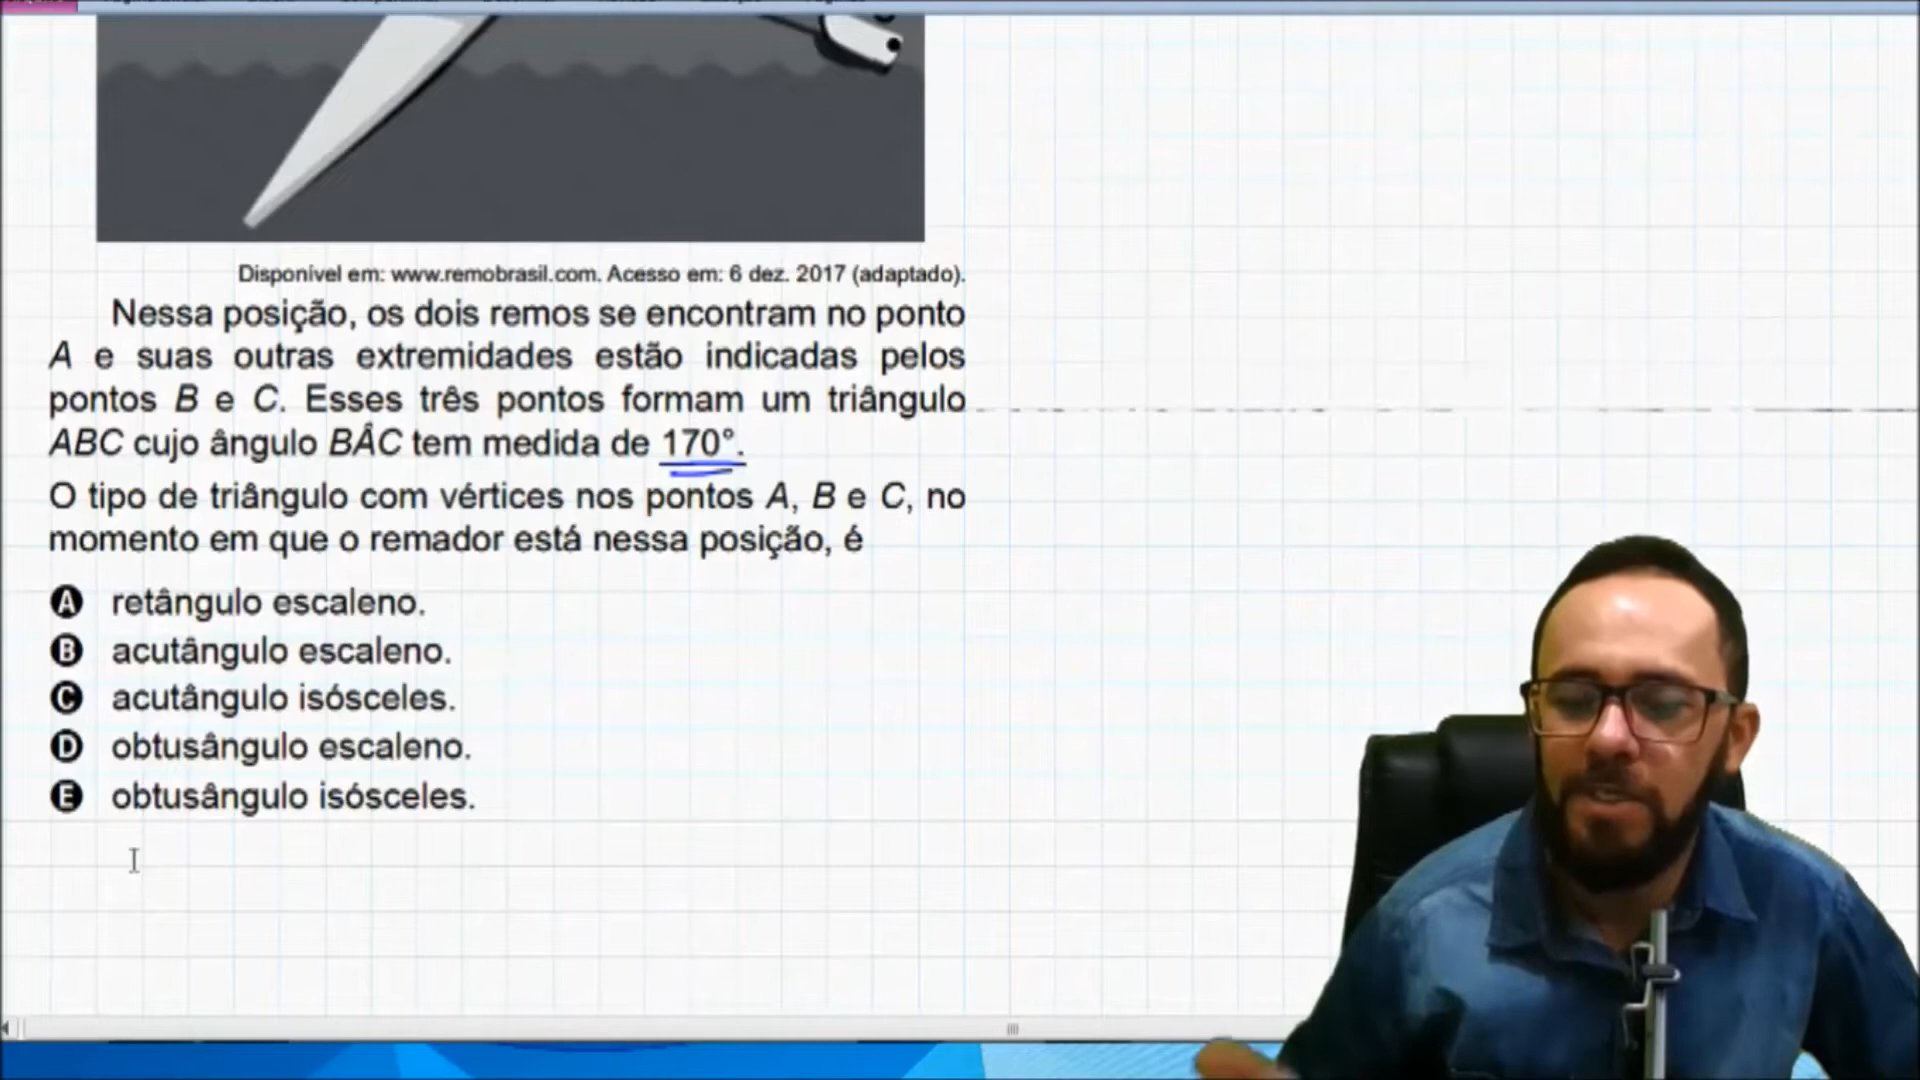 Disponível em: www.remobrasil.com. Acesso em: 6 dez. 2017 (adaptado).
Nessa posição, os dois remos se encontram no ponto
A e suas outras extremidades estão indicadas pelos
pontos B e C. Esses três pontos formam um triângulo
ABC cujo ângulo BÂC tem medida de 170°.
O tipo de triângulo com vértices nos pontos A, B e C, no
momento em que o remador está nessa posição, é
A retângulo escaleno.
B acutângulo escaleno.
C acutângulo isósceles.
D obtusângulo escaleno.
E obtusângulo isósceles.